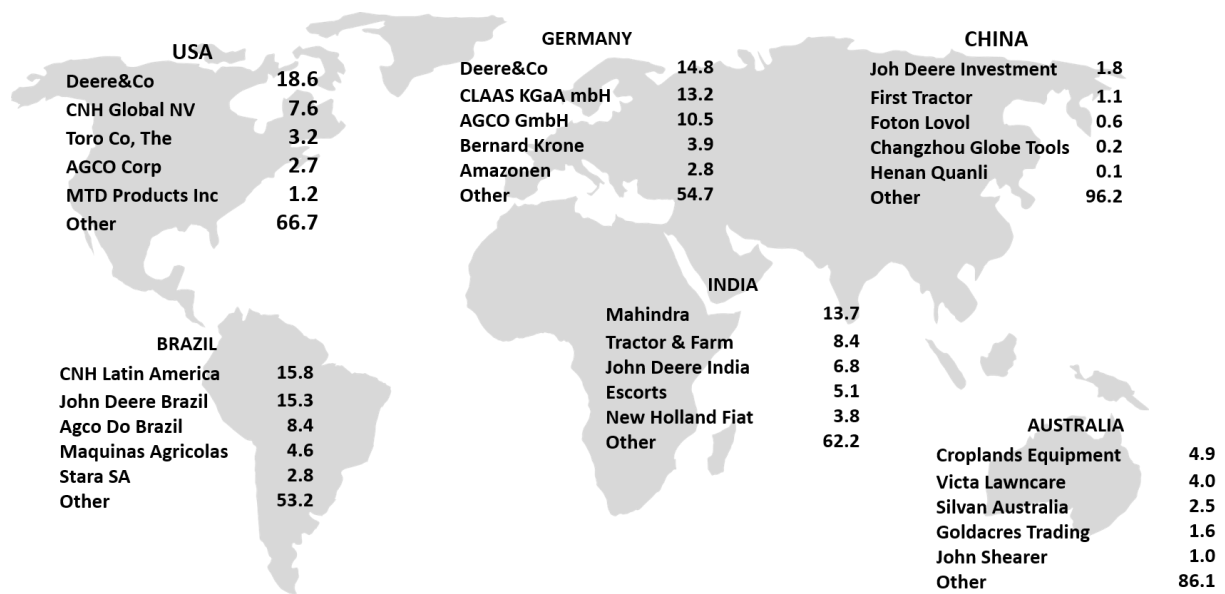 USA
Deere&Co 18.6
CNH Global NV 7.6
Toro Co, The 3.2
AGCO Corp 2.7
MTD Products Inc 1.2
Other 66.7
GERMANY
Deere&Co 14.8
CLAAS KGaA mbH 13.2
AGCO GmbH 10.5
Bernard Krone 3.9
Amazonen 2.8
Other 54.7
CHINA
Joh Deere Investment 1.8
First Tractor 1.1
Foton Lovol 0.6
Changzhou Globe Tools 0.2
Henan Quanli 0.1
Other 96.2
INDIA
Mahindra 13.7
Tractor & Farm 8.4
John Deere India 6.8
Escorts 5.1
New Holland Fiat 3.8
Other 62.2
BRAZIL
CNH Latin America 15.8
John Deere Brazil 15.3
Agco Do Brazil 8.4
Maquinas Agricolas 4.6
Stara SA 2.8
Other 53.2
AUSTRALIA
Croplands Equipment 4.9
Victa Lawncare 4.0
Silvan Australia 2.5
Goldacres Trading 1.6
John Shearer 1.0
Other 86.1